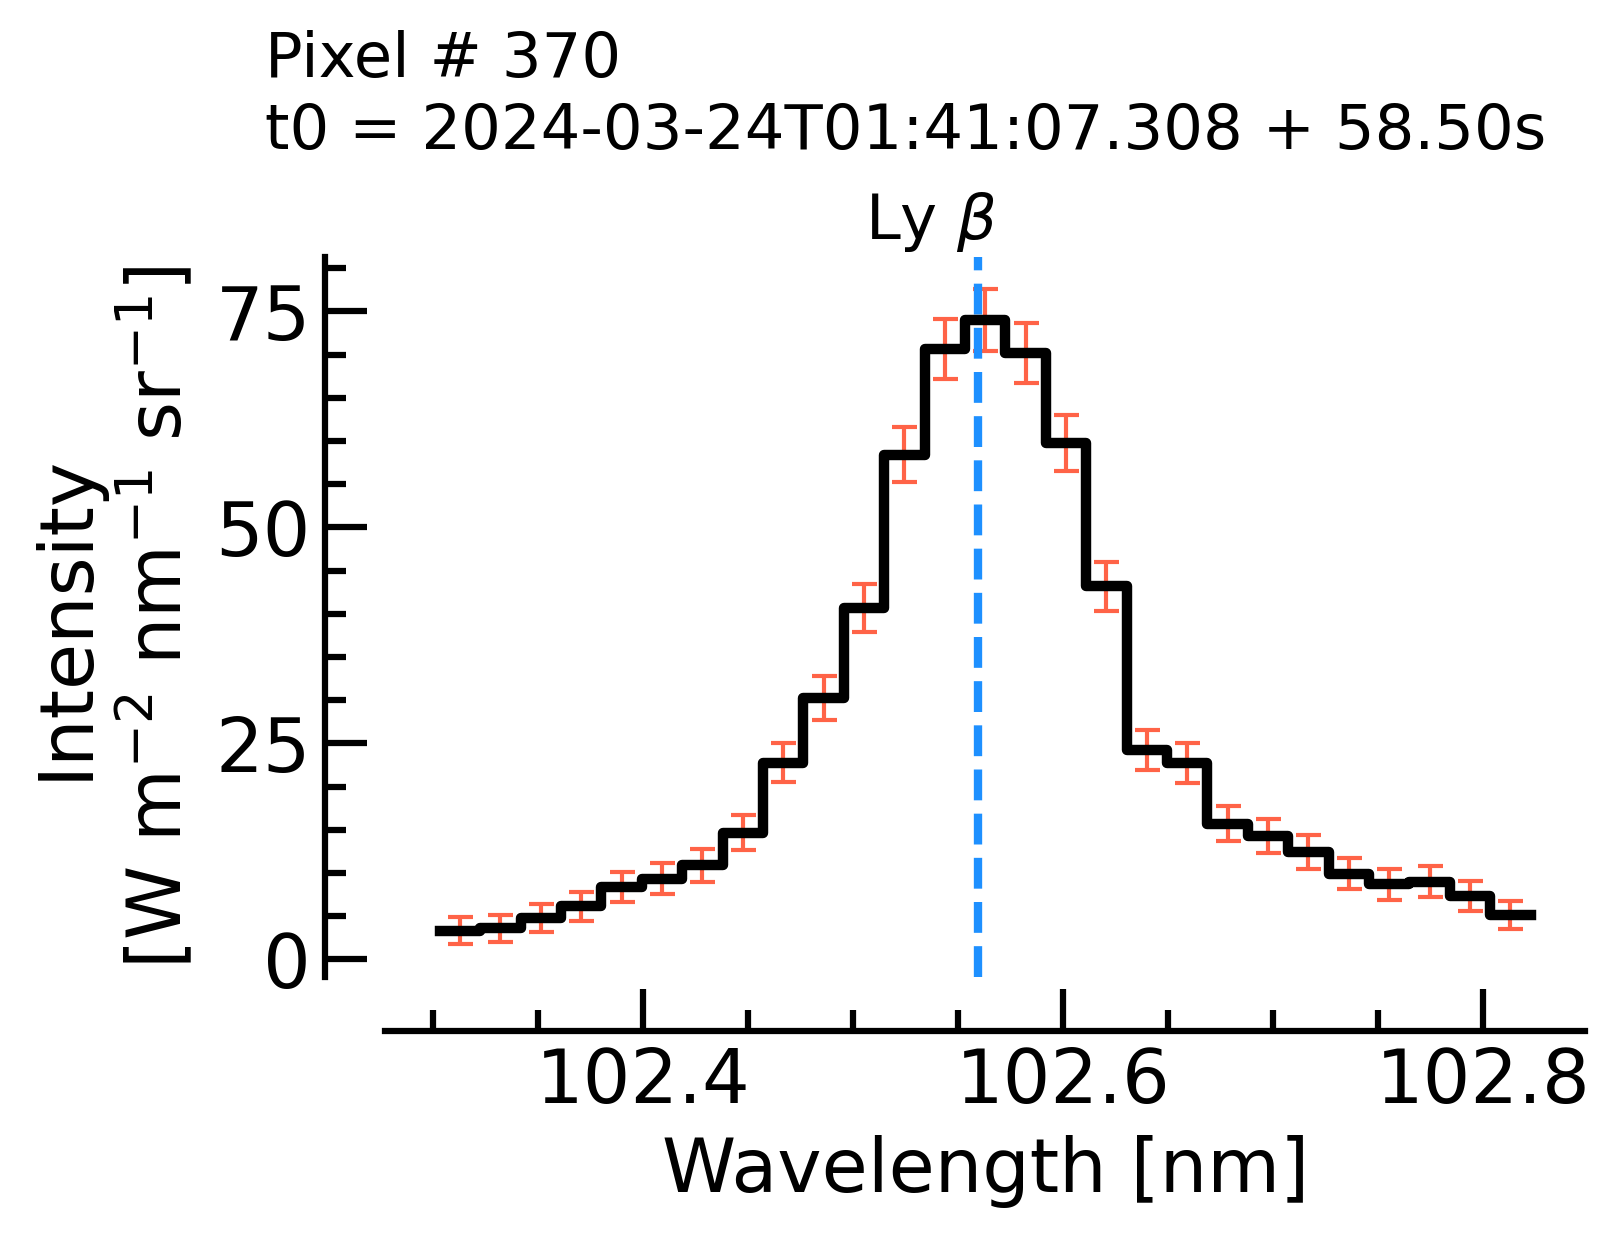 Pixel # 370
t0 = 2024-03-24T01:41:07.308 + 58.50s
Ly β
Intensity
[W m⁻² nm⁻¹ sr⁻¹]
75
50
25
0
102.4 102.6 102.8
Wavelength [nm]